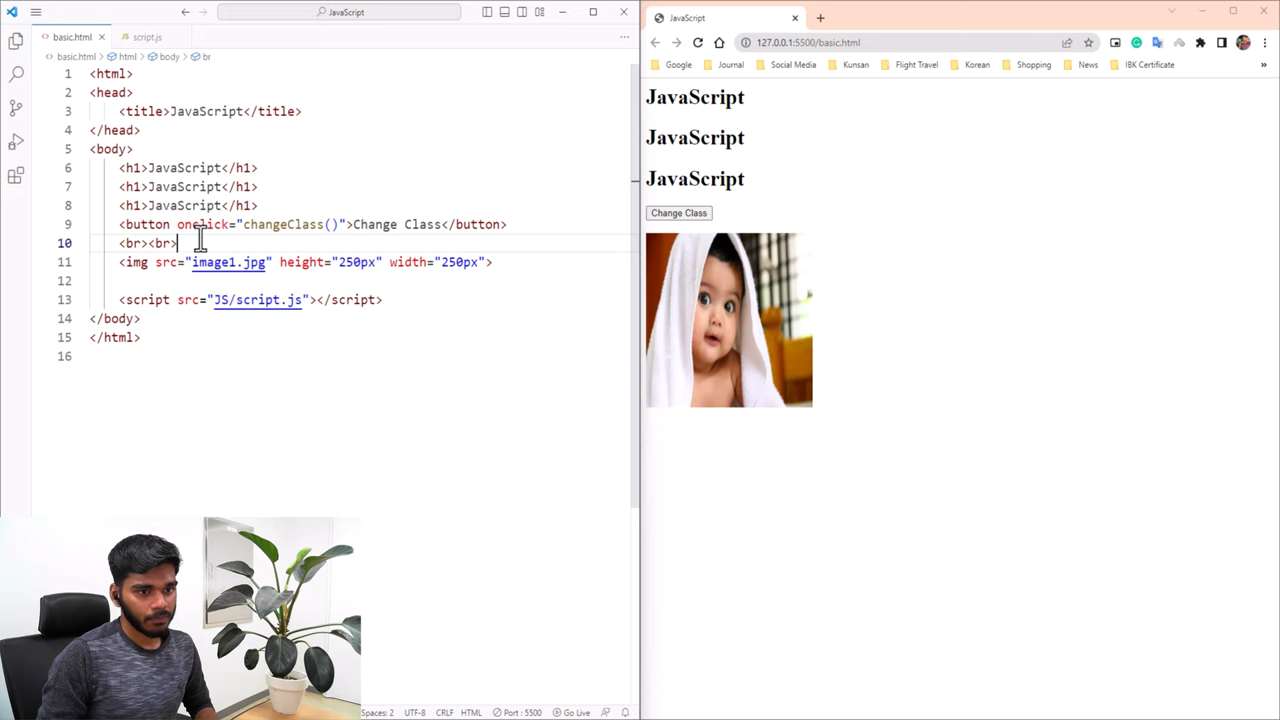 JavaScript
basic.html
script.js
basic.html > html > body > br
1 <html>
2 <head>
3 <title>JavaScript</title>
4 </head>
5 <body>
6 <h1>JavaScript</h1>
7 <h1>JavaScript</h1>
8 <h1>JavaScript</h1>
9 <button onclick="changeClass()">Change Class</button>
10 <br><br>
11 <img src="image1.jpg" height="250px" width="250px">
12
13 <script src="JS/script.js"></script>
14 </body>
15 </html>
16
Spaces: 2 UTF-8 CRLF HTML Port : 5500 Go Live
JavaScript
127.0.0.1:5500/basic.html
Google Journal Social Media Kunsan Flight Travel Korean Shopping News IBK Certificate »
JavaScript
JavaScript
JavaScript
Change Class